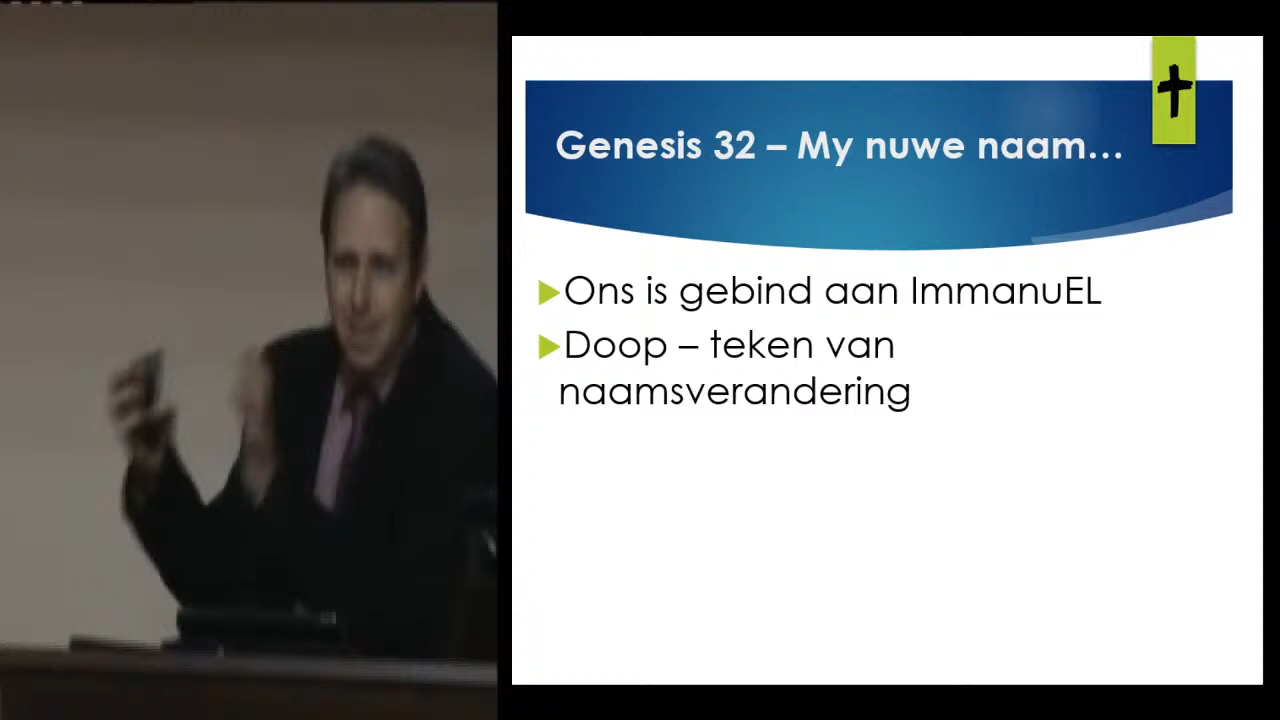 Genesis 32 – My nuwe naam…
Ons is gebind aan ImmanuEL
Doop – teken van
naamsverandering